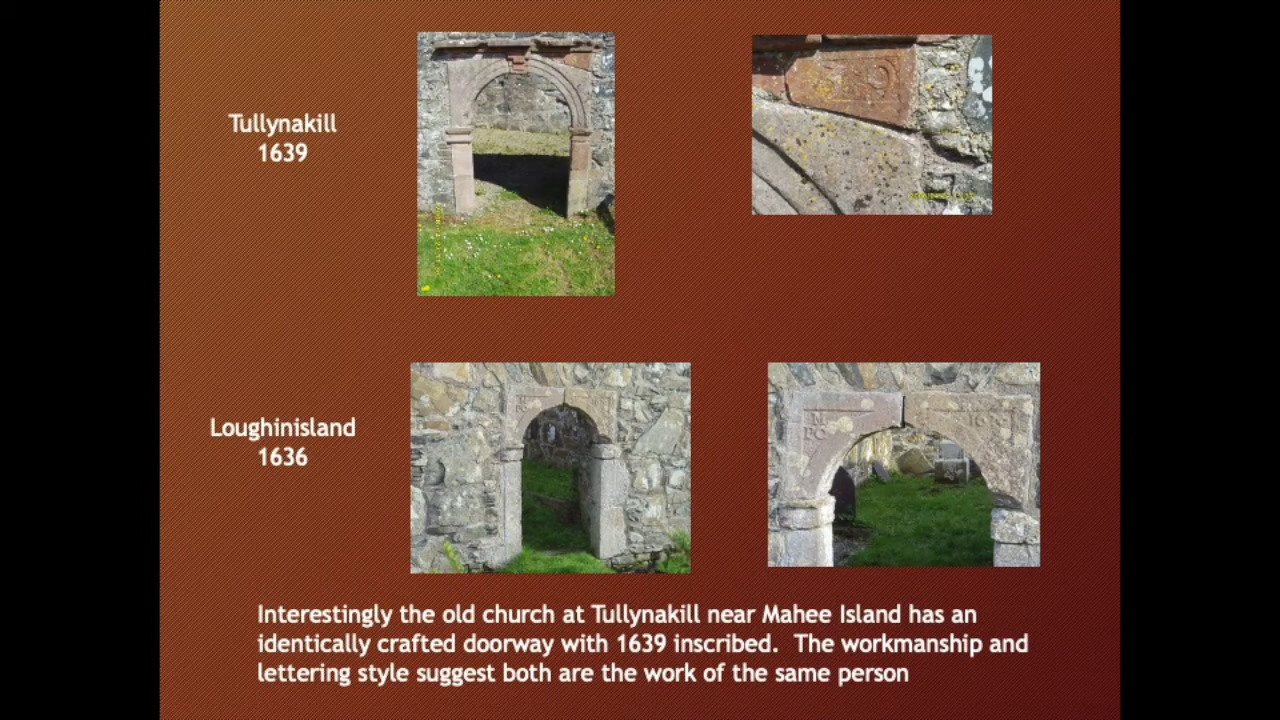 Tullynakill
1639
Loughinisland
1636
Interestingly the old church at Tullynakill near Mahee Island has an
identically crafted doorway with 1639 inscribed. The workmanship and
lettering style suggest both are the work of the same person